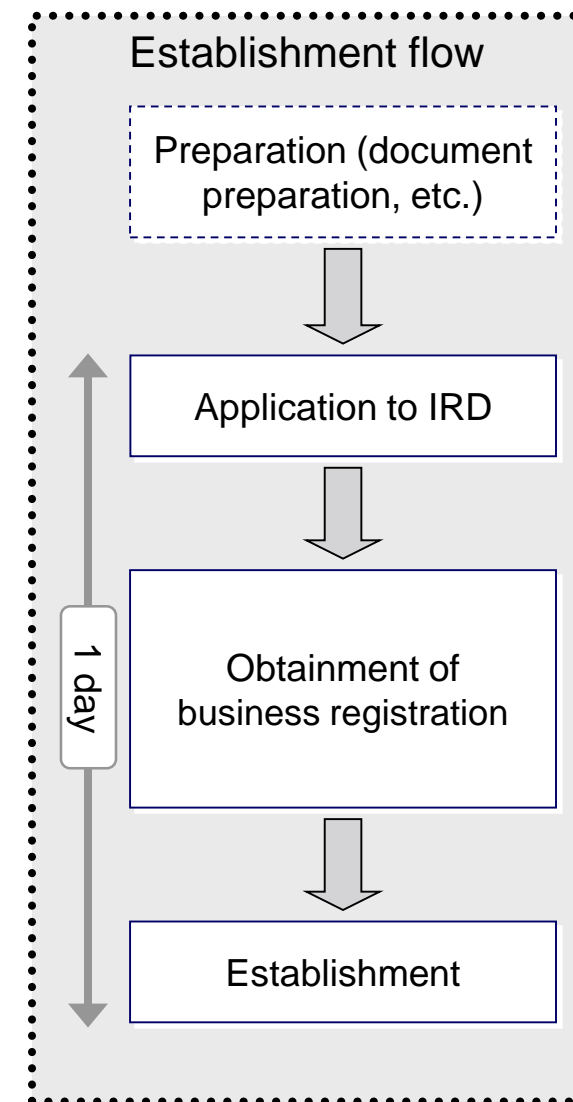 Establishment flow
Preparation (document
preparation, etc.)
Application to IRD
1 day
Obtainment of
business registration
Establishment